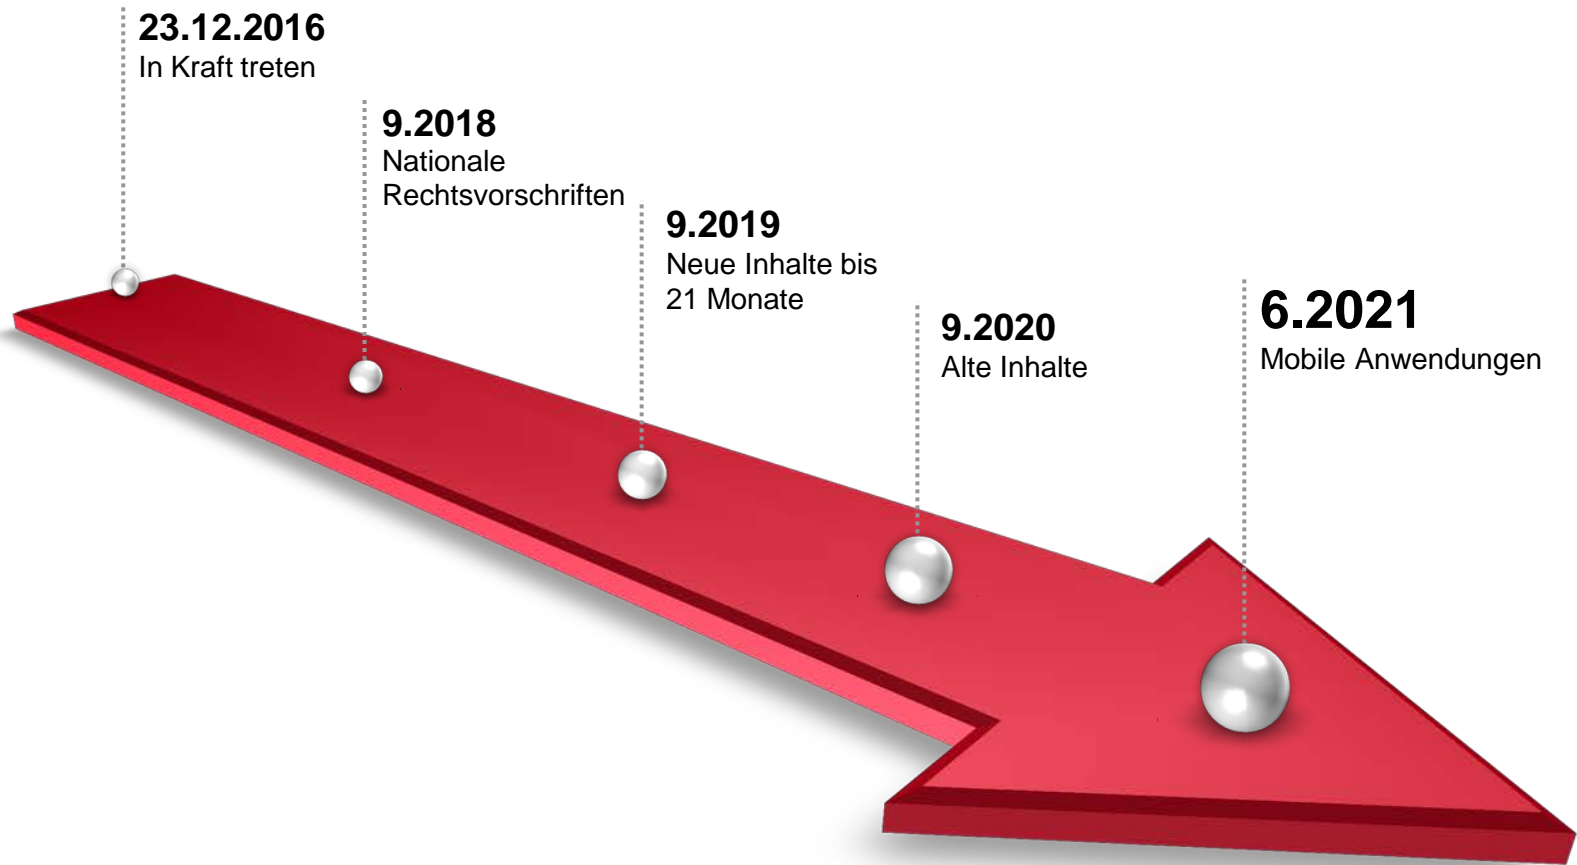 23.12.2016
In Kraft treten
9.2018
Nationale
Rechtsvorschriften
9.2019
Neue Inhalte bis
21 Monate
9.2020
Alte Inhalte
6.2021
Mobile Anwendungen